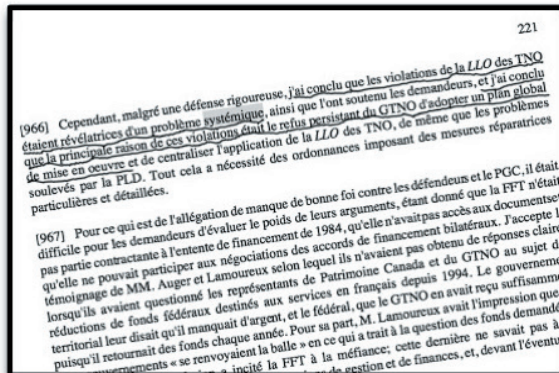 221
[966] Cependant, malgré une défense rigoureuse, j'ai conclu que les violations de la LLO des TNO
étaient révélatrices d'un problème systémique, ainsi que l'ont soutenu les demandeurs, et j'ai conclu
que la principale raison de ces violations était le refus persistant du GTNO d'adopter un plan global
de mise en oeuvre et de centraliser l'application de la LLO des TNO, de même que les problèmes
soulevés par la PLD. Tout cela a nécessité des ordonnances imposant des mesures réparatrices
particulières et détaillées.
[967] Pour ce qui est de l'allégation de manque de bonne foi contre les défendeurs et le PGC, il était
difficile pour les demandeurs d'évaluer le poids de leurs arguments, étant donné que la FFT n'était
pas partie contractante à l'entente de financement de 1984, qu'elle n'avaitpas accès aux documentset
qu'elle ne pouvait participer aux négociations des accords de financement bilatéraux. J'accepte l
témoignage de MM. Auger et Lamoureux selon lequel ils n'avaient pas obtenu de réponses claire
lorsqu'ils avaient questionné les représentants de Patrimoine Canada et du GTNO au sujet d
réductions de fonds fédéraux destinés aux services en français depuis 1994. Le gouverneme
territorial leur disait qu'il manquait d'argent, et le fédéral, que le GTNO en avait reçu suffisamme
puisqu'il retournait des fonds chaque année. Pour sa part, M. Lamoureux avait l'impression que
gouvernements « se renvoyaient la balle » en ce qui a trait à la question des fonds demandé
a incité la FFT à la méfiance; cette dernière ne savait pas à
de gestion et de finances, et, devant l'évent